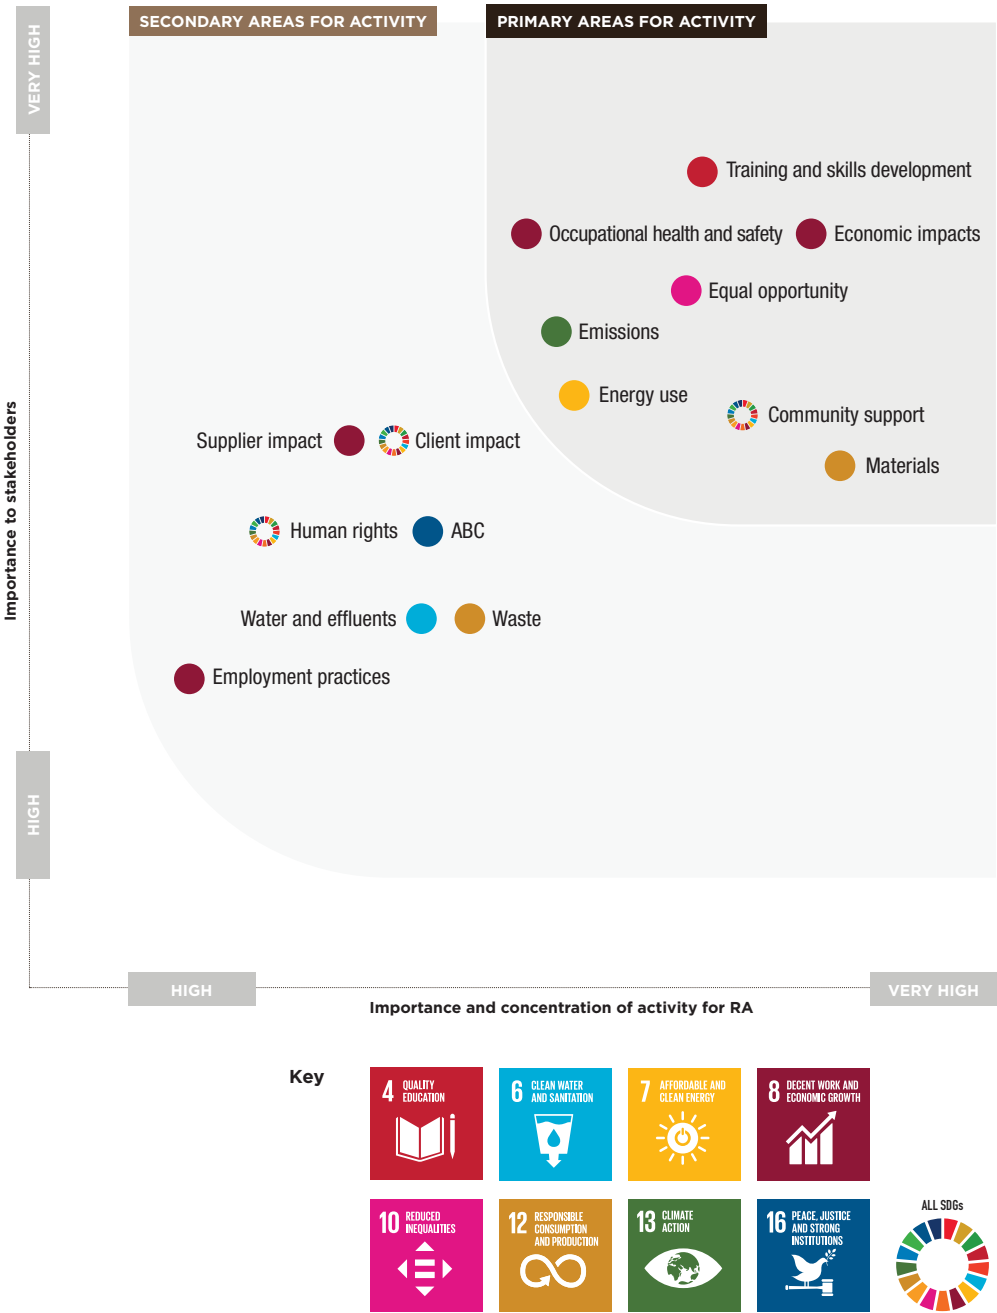 SECONDARY AREAS FOR ACTIVITY
PRIMARY AREAS FOR ACTIVITY
VERY HIGH
Training and skills development
Occupational health and safety
Economic impacts
Equal opportunity
Emissions
Energy use
Community support
Supplier impact
Client impact
Materials
Human rights
ABC
Water and effluents
Waste
Employment practices
Importance to stakeholders
HIGH
HIGH
VERY HIGH
Importance and concentration of activity for RA
Key
4 QUALITY
EDUCATION
6 CLEAN WATER
AND SANITATION
7 AFFORDABLE AND
CLEAN ENERGY
8 DECENT WORK AND
ECONOMIC GROWTH
10 REDUCED
INEQUALITIES
12 RESPONSIBLE
CONSUMPTION
AND PRODUCTION
13 CLIMATE
ACTION
16 PEACE, JUSTICE
AND STRONG
INSTITUTIONS
ALL SDGs